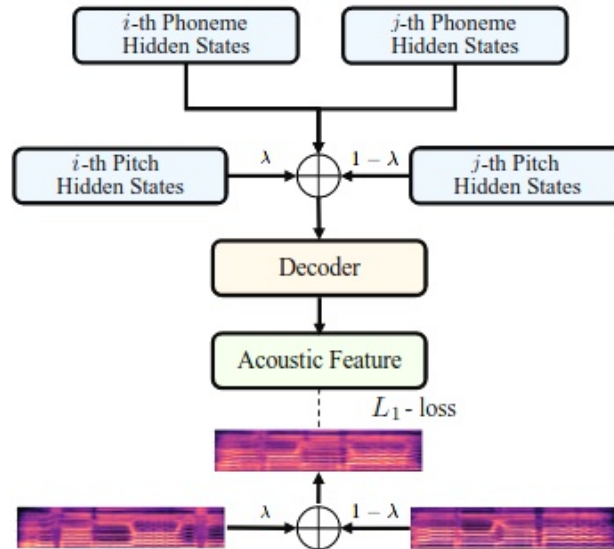 i-th Phoneme
Hidden States
j-th Phoneme
Hidden States
i-th Pitch
Hidden States
λ
1 − λ
j-th Pitch
Hidden States
Decoder
Acoustic Feature
L1 - loss
λ
1 − λ